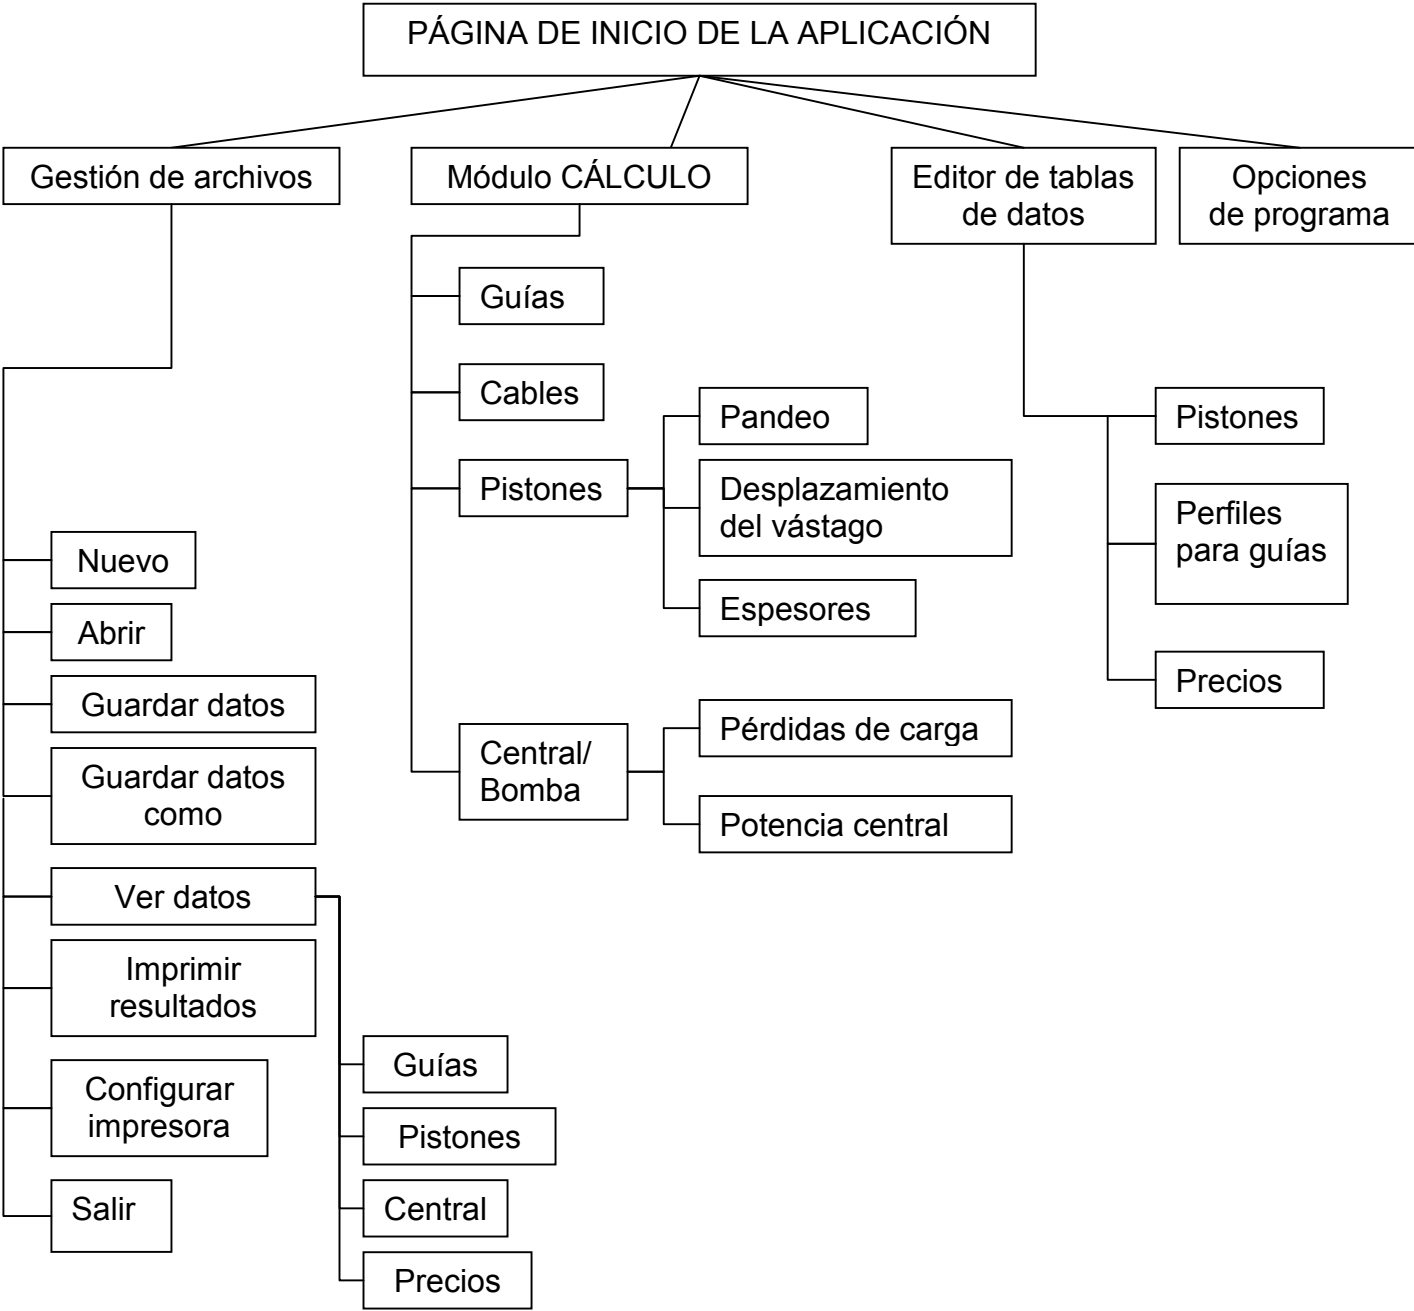 PÁGINA DE INICIO DE LA APLICACIÓN
Gestión de archivos
Módulo CÁLCULO
Editor de tablas
de datos
Opciones
de programa
Nuevo
Abrir
Guardar datos
Guardar datos
como
Ver datos
Imprimir
resultados
Configurar
impresora
Salir
Guías
Pistones
Central
Precios
Guías
Cables
Pistones
Pandeo
Desplazamiento
del vástago
Espesores
Central/
Bomba
Pérdidas de carga
Potencia central
Pistones
Perfiles
para guías
Precios